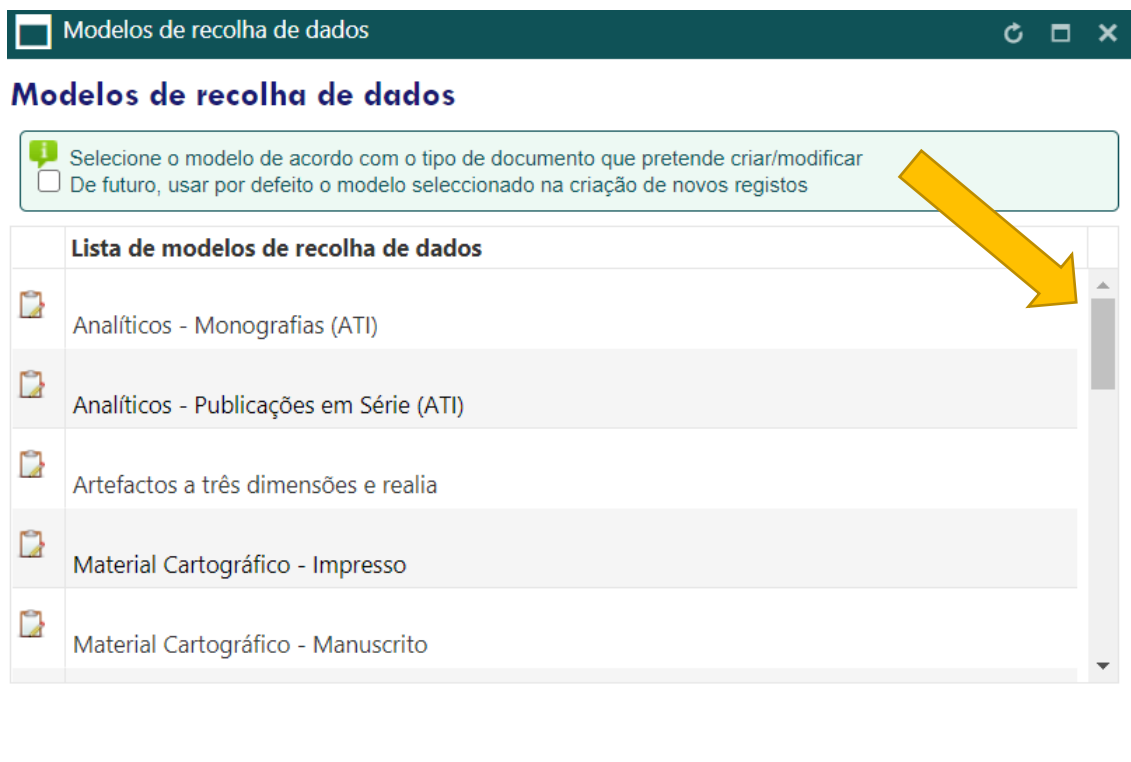 Modelos de recolha de dados
Modelos de recolha de dados
Selecione o modelo de acordo com o tipo de documento que pretende criar/modificar
De futuro, usar por defeito o modelo seleccionado na criação de novos registos
Lista de modelos de recolha de dados
Analíticos - Monografias (ATI)
Analíticos - Publicações em Série (ATI)
Artefactos a três dimensões e realia
Material Cartográfico - Impresso
Material Cartográfico - Manuscrito